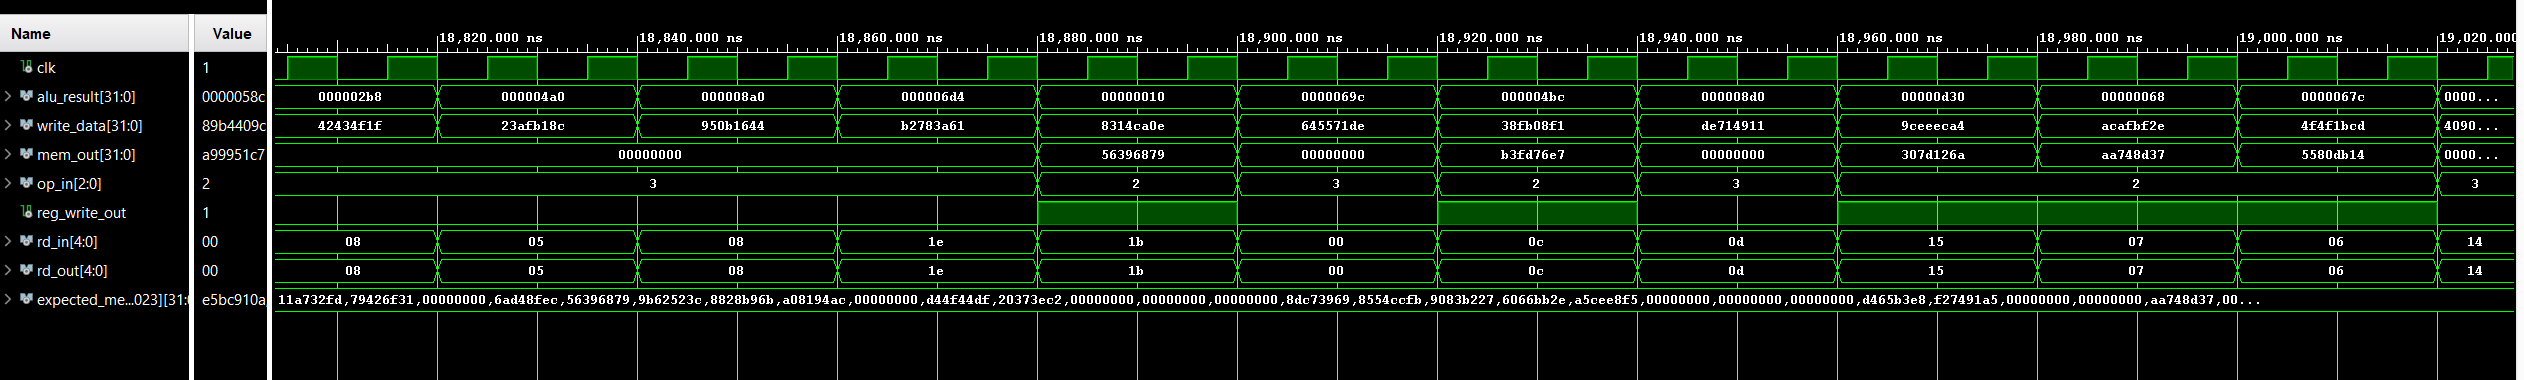 Name Value
18,820.000 ns 18,840.000 ns 18,860.000 ns 18,880.000 ns 18,900.000 ns 18,920.000 ns 18,940.000 ns 18,960.000 ns 18,980.000 ns 19,000.000 ns 19,020.000
clk 1
alu_result[31:0] 0000058c 000002b8 000004a0 000008a0 000006d4 00000010 0000069c 000004bc 000008d0 00000d30 00000068 0000067c 0000...
write_data[31:0] 89b4409c 42434f1f 23afb18c 950b1644 b2783a61 8314ca0e 645571de 38fb08f1 de714911 9ceeeca4 acafbf2e 4f4f1bcd 4090...
mem_out[31:0] a99951c7 00000000 56396879 00000000 b3fd76e7 00000000 307d126a aa748d37 5580db14 0000...
op_in[2:0] 2 3 2 3 2 3 2 3
reg_write_out 1
rd_in[4:0] 00 08 05 08 1e 1b 00 0c 0d 15 07 06 14
rd_out[4:0] 00 08 05 08 1e 1b 00 0c 0d 15 07 06 14
expected_me...023][31:0 e5bc910a, 11a732fd,79426f31,00000000,6ad48fec,56396879,9b62523c,8828b96b,a08194ac,00000000,d44f44df,20373ec2,00000000,00000000,00000000,8dc73969,8554ccfb,9083b227,6066bb2e,a5cee8f5,00000000,00000000,00000000,d465b3e8,f27491a5,00000000,00000000,aa748d37,00...